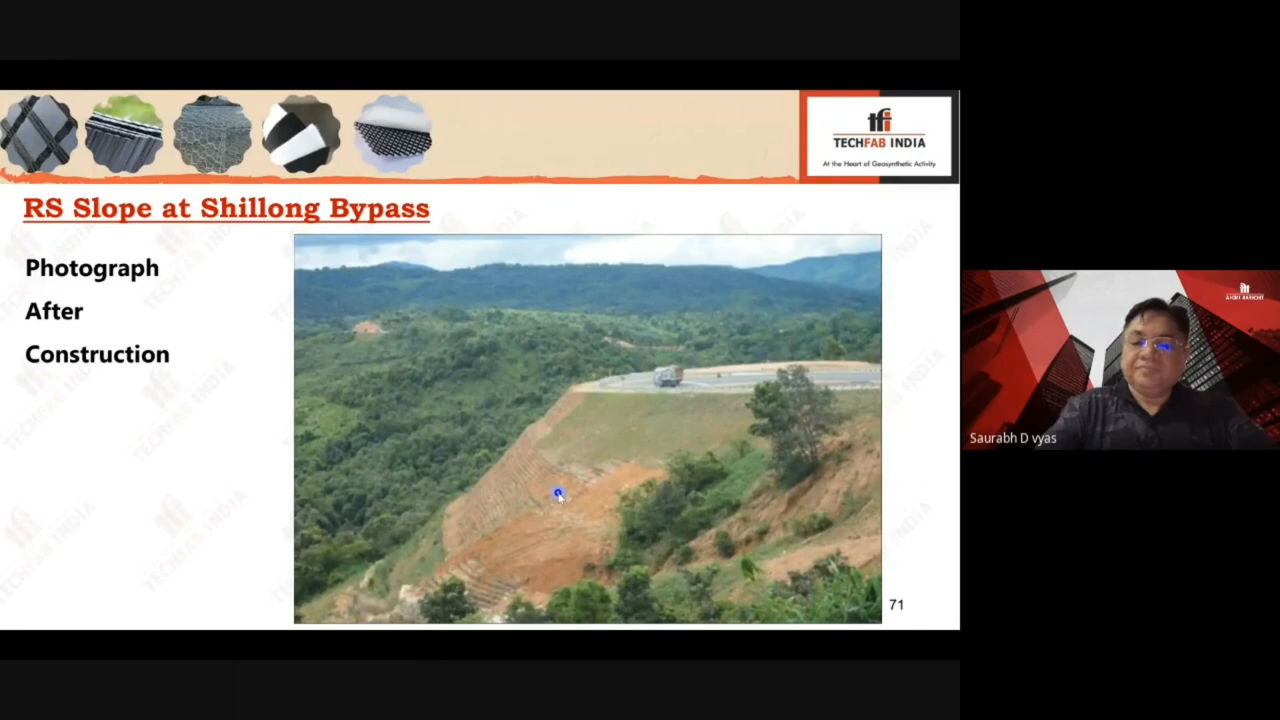 tfi
TECHFAB INDIA
At the Heart of Geosynthetic Activity
RS Slope at Shillong Bypass
Photograph
After
Construction
71
Saurabh D vyas